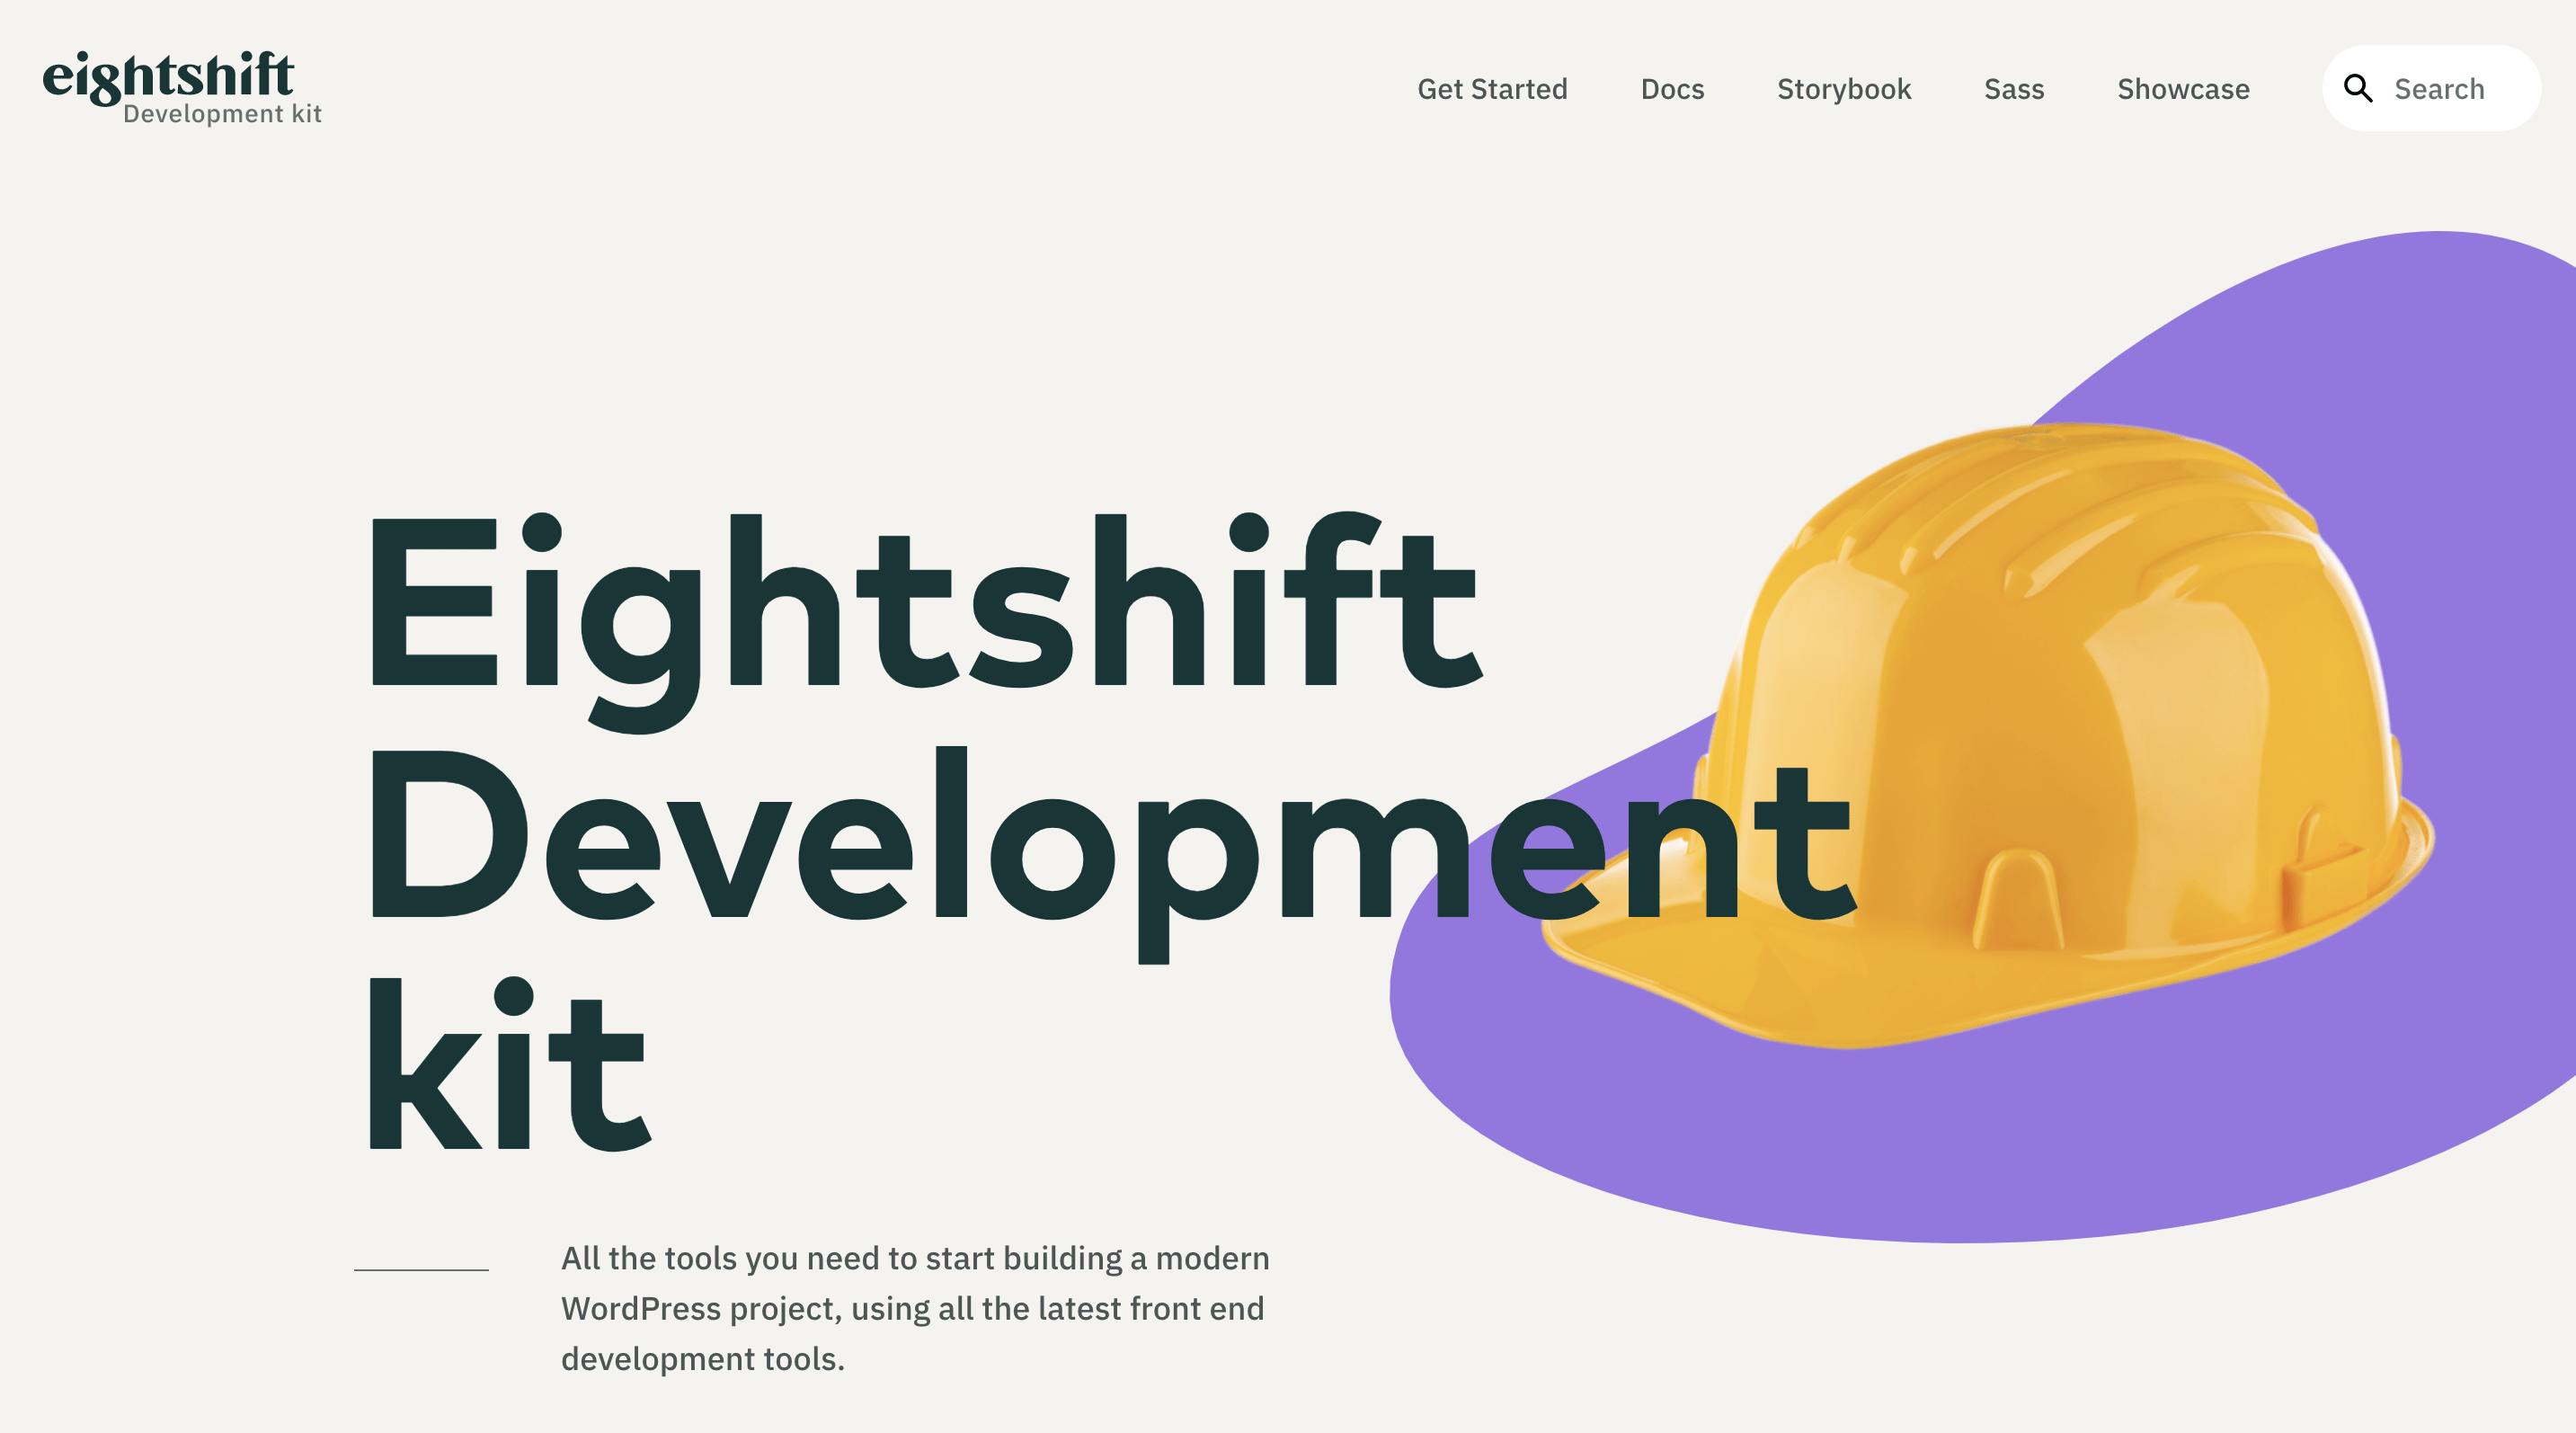 eightshift
Development kit
Get Started
Docs
Storybook
Sass
Showcase
Search
Eightshift
Development
kit
All the tools you need to start building a modern
WordPress project, using all the latest front end
development tools.